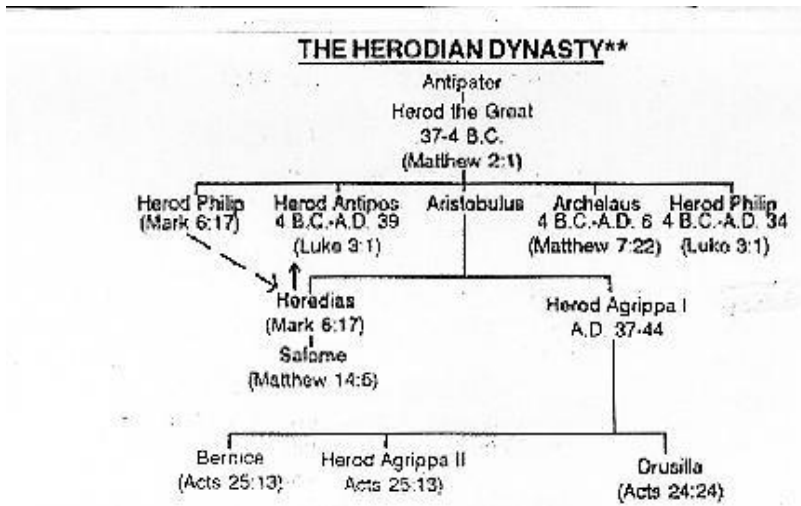 THE HERODIAN DYNASTY**
Antipater
Herod the Great
37-4 B.C.
(Matthew 2:1)
Herod Philip Herod Antipos Aristobulus Archelaus Herod Philip
(Mark 6:17) 4 B.C.-A.D. 39 4 B.C.-A.D. 6 4 B.C.-A.D. 34
(Luke 3:1) (Matthew 7:22) (Luke 3:1)
Heredias Herod Agrippa I
(Mark 6:17) A.D. 37-44
Salome
(Matthew 14:6)
Bernice Herod Agrippa II Drusilla
(Acts 25:13) Acts 25:13) (Acts 24:24)